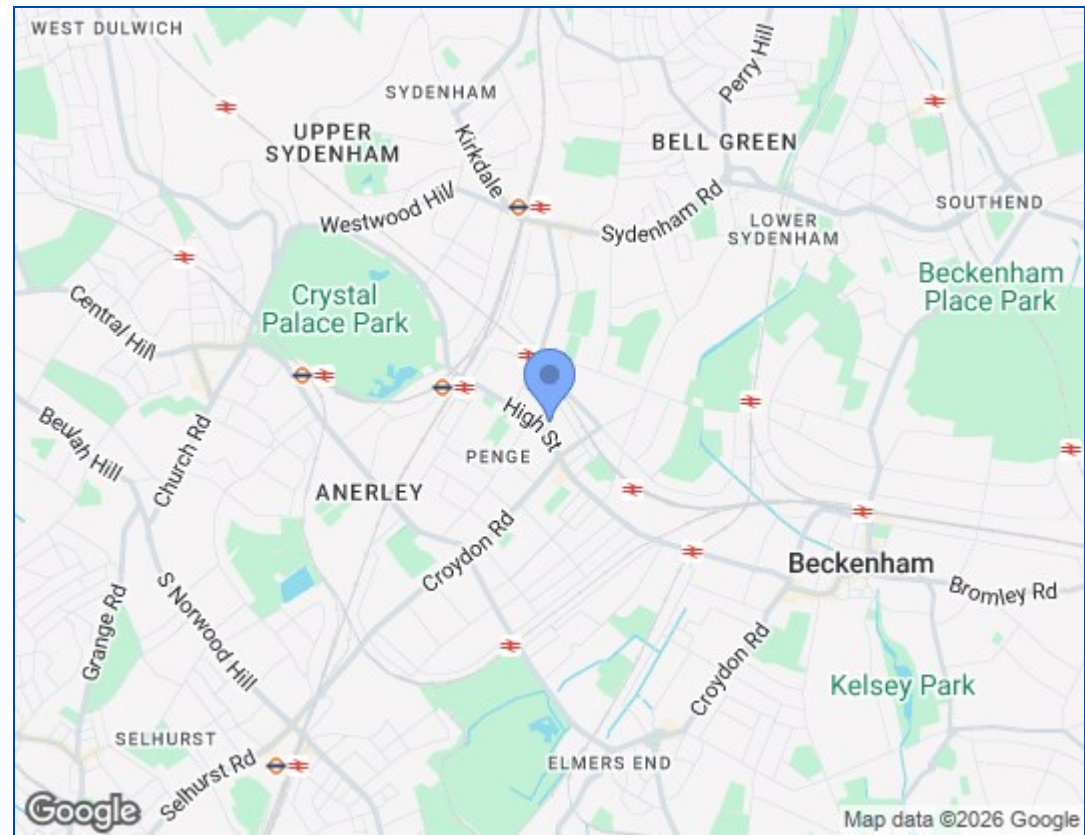 WEST DULWICH
SYDENHAM
Perry Hill
UPPER
SYDENHAM
Kirkdale
BELL GREEN
Westwood Hill
Sydenham Rd
SOUTHEND
LOWER
SYDENHAM
Crystal
Palace Park
Beckenham
Place Park
Central Hill
High St
Beulah Hill
Church Rd
PENGE
ANERLEY
Croydon Rd
Beckenham
Bromley Rd
S Norwood Hill
Grange Rd
Croydon Rd
Kelsey Park
SELHURST
Selhurst Rd
ELMERS END
Google
Map data ©2026 Google